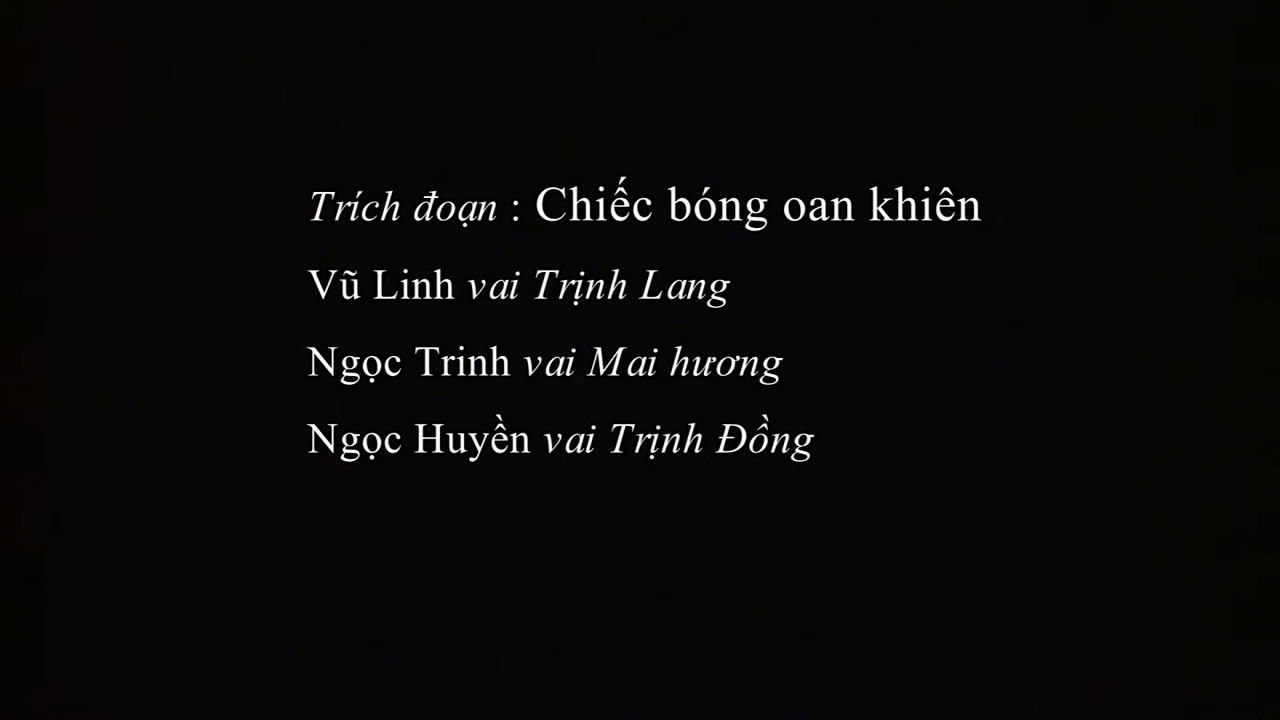 Trích đoạn : Chiếc bóng oan khiên
Vũ Linh vai Trịnh Lang
Ngọc Trinh vai Mai hương
Ngọc Huyền vai Trịnh Đồng